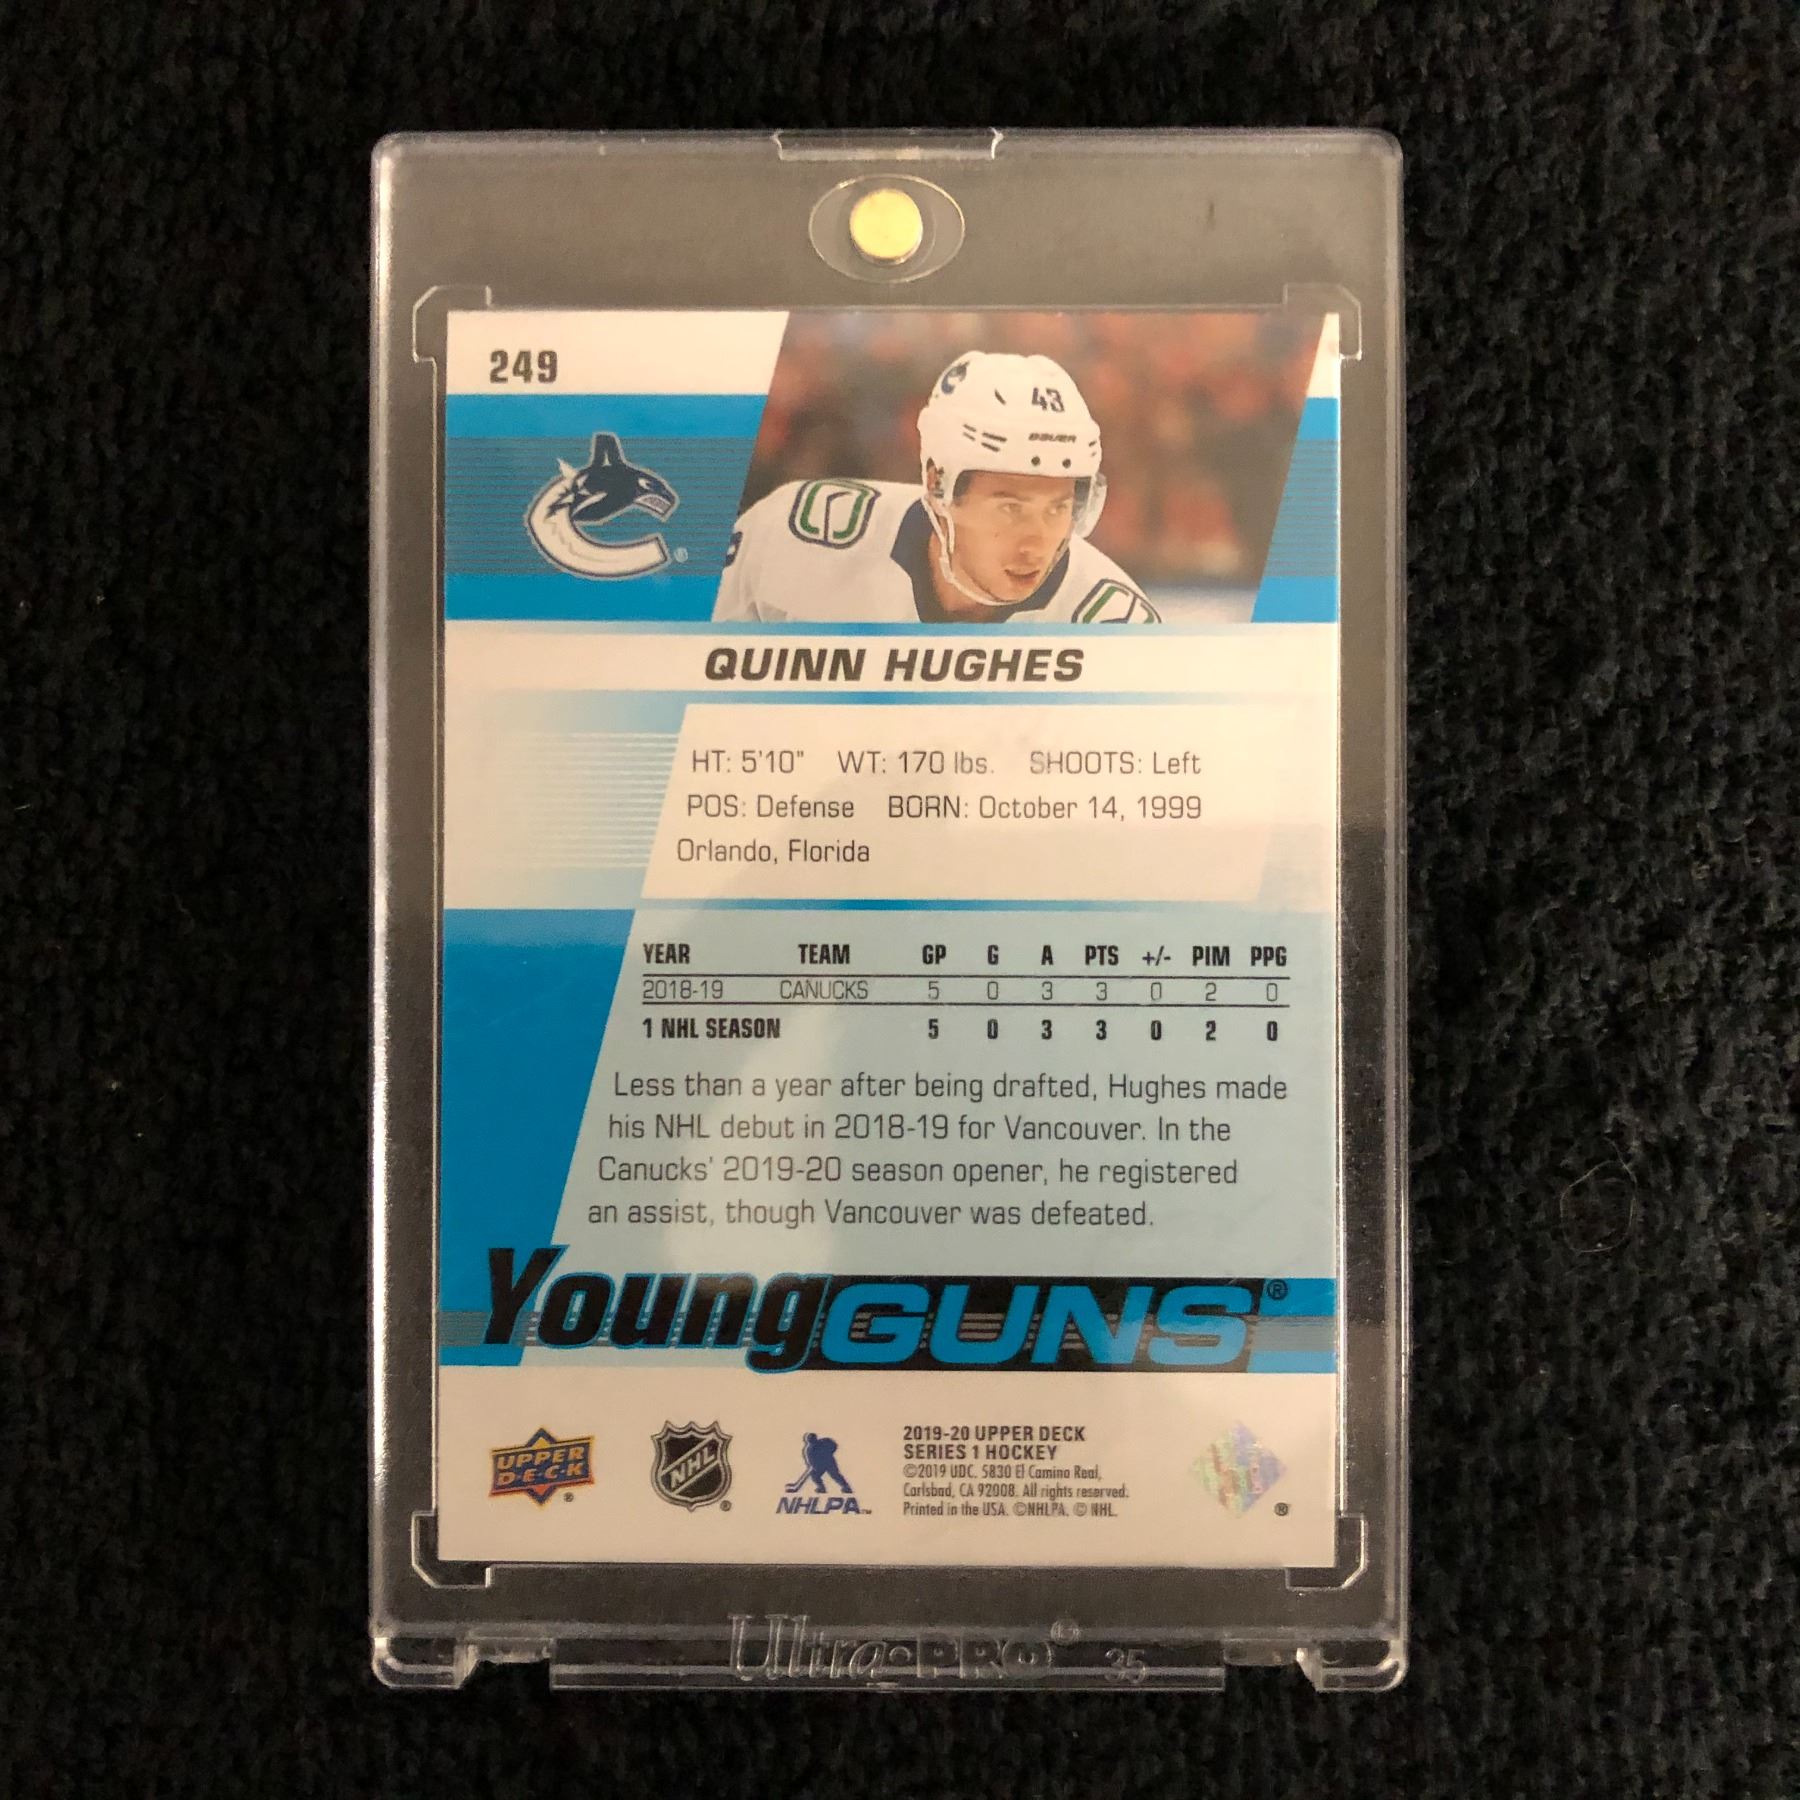 249
43
BAUER
QUINN HUGHES
HT: 5'10" WT: 170 lbs. SHOOTS: Left
POS: Defense BORN: October 14, 1999
Orlando, Florida
YEAR TEAM GP G A PTS +/- PIM PPG
2018-19 CANUCKS 5 0 3 3 0 2 0
1 NHL SEASON 5 0 3 3 0 2 0
Less than a year after being drafted, Hughes made
his NHL debut in 2018-19 for Vancouver. In the
Canucks' 2019-20 season opener, he registered
an assist, though Vancouver was defeated.
Young GUNS®
UPPER
D·E·C·K
®
NHL
®
NHLPA™
2019-20 UPPER DECK
SERIES 1 HOCKEY
©2019 UDC. 5830 El Camino Real,
Carlsbad, CA 92008. All rights reserved.
Printed in the USA. ©NHLPA. © NHL.
®
Ultra·PRO® 35